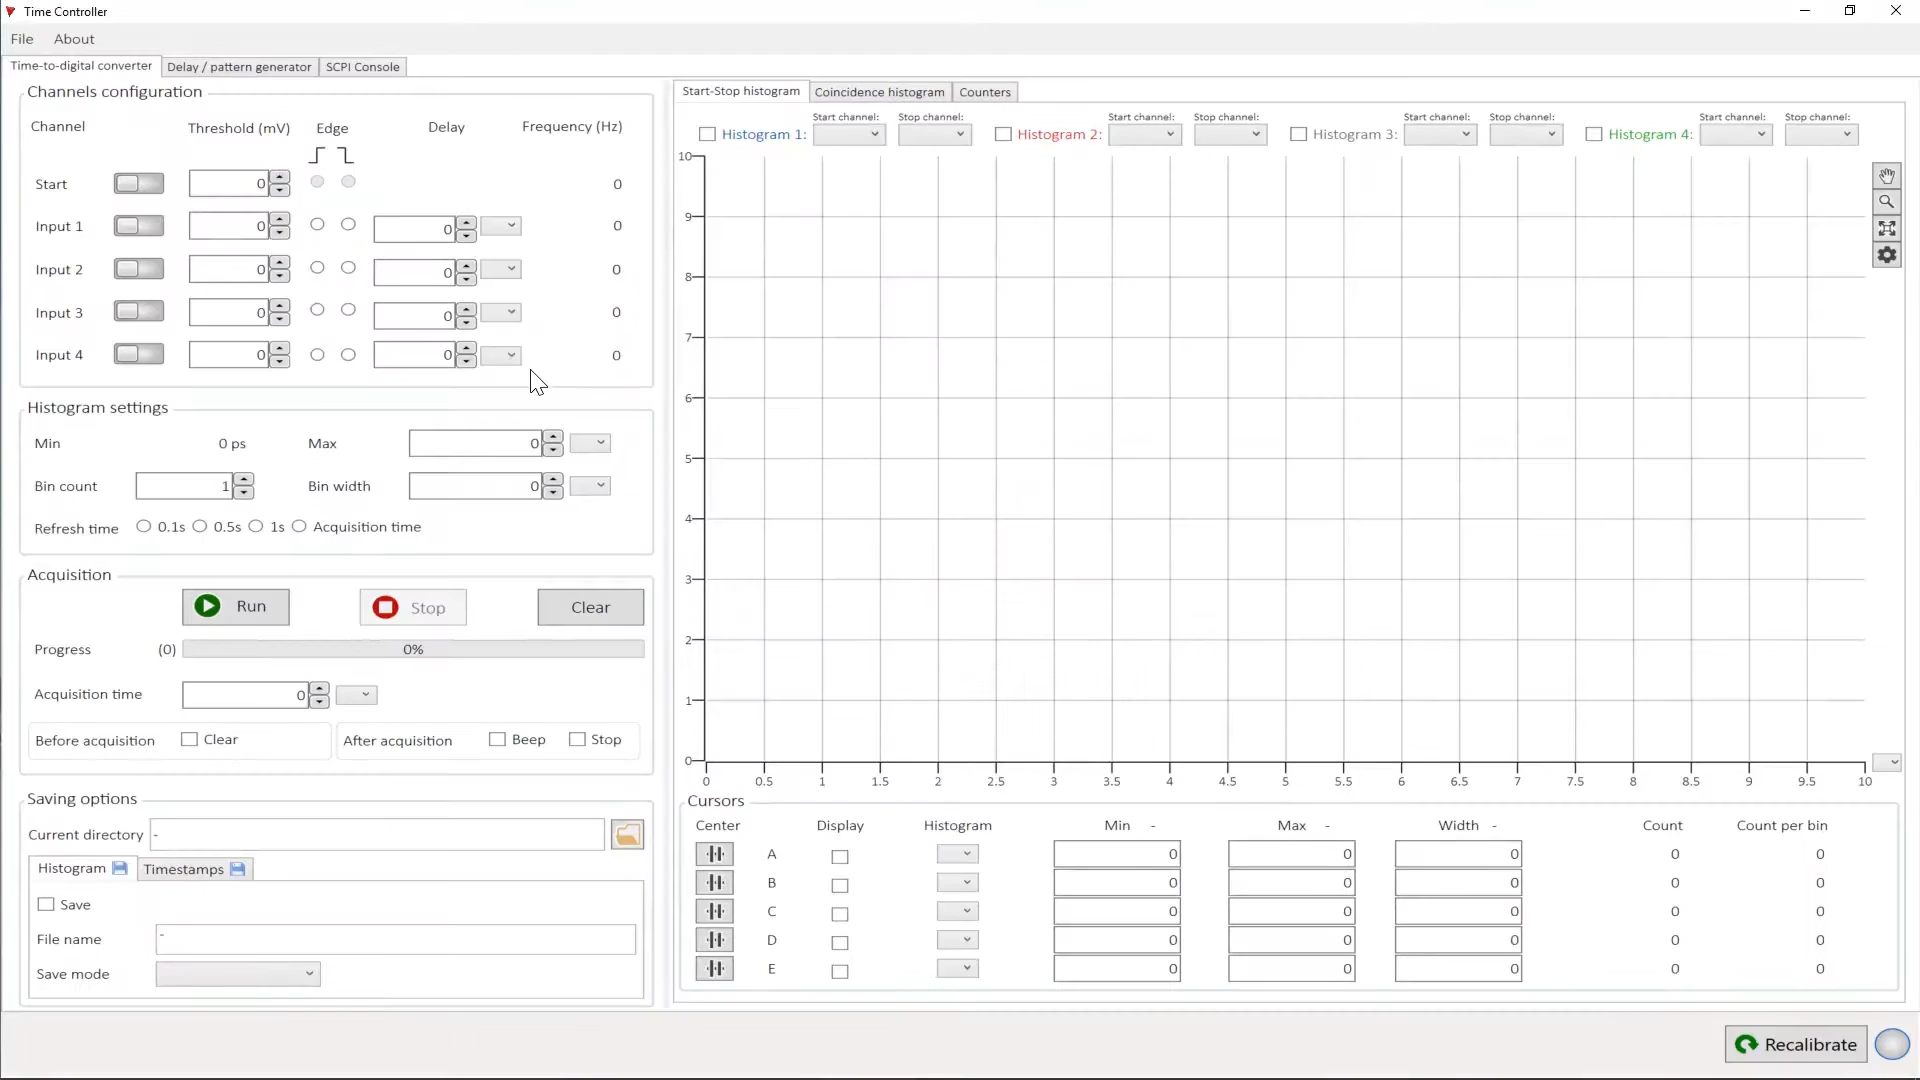 Time Controller
File About
Time-to-digital converter Delay / pattern generator SCPI Console
Channels configuration
Channel Threshold (mV) Edge Delay Frequency (Hz)
Start 0 0
Input 1 0 0 0
Input 2 0 0 0
Input 3 0 0 0
Input 4 0 0 0
Histogram settings
Min 0 ps Max 0
Bin count 1 Bin width 0
Refresh time 0.1s 0.5s 1s Acquisition time
Acquisition
Run Stop Clear
Progress (0) 0%
Acquisition time 0
Before acquisition Clear After acquisition Beep Stop
Saving options
Current directory -
Histogram Timestamps
Save
File name -
Save mode
Start-Stop histogram Coincidence histogram Counters
Start channel: Stop channel: Start channel: Stop channel: Start channel: Stop channel: Start channel: Stop channel:
Histogram 1: Histogram 2: Histogram 3: Histogram 4:
10
9
8
7
6
5
4
3
2
1
0
0 0.5 1 1.5 2 2.5 3 3.5 4 4.5 5 5.5 6 6.5 7 7.5 8 8.5 9 9.5 10
Cursors
Center Display Histogram Min - Max - Width - Count Count per bin
A 0 0 0 0 0
B 0 0 0 0 0
C 0 0 0 0 0
D 0 0 0 0 0
E 0 0 0 0 0
Recalibrate